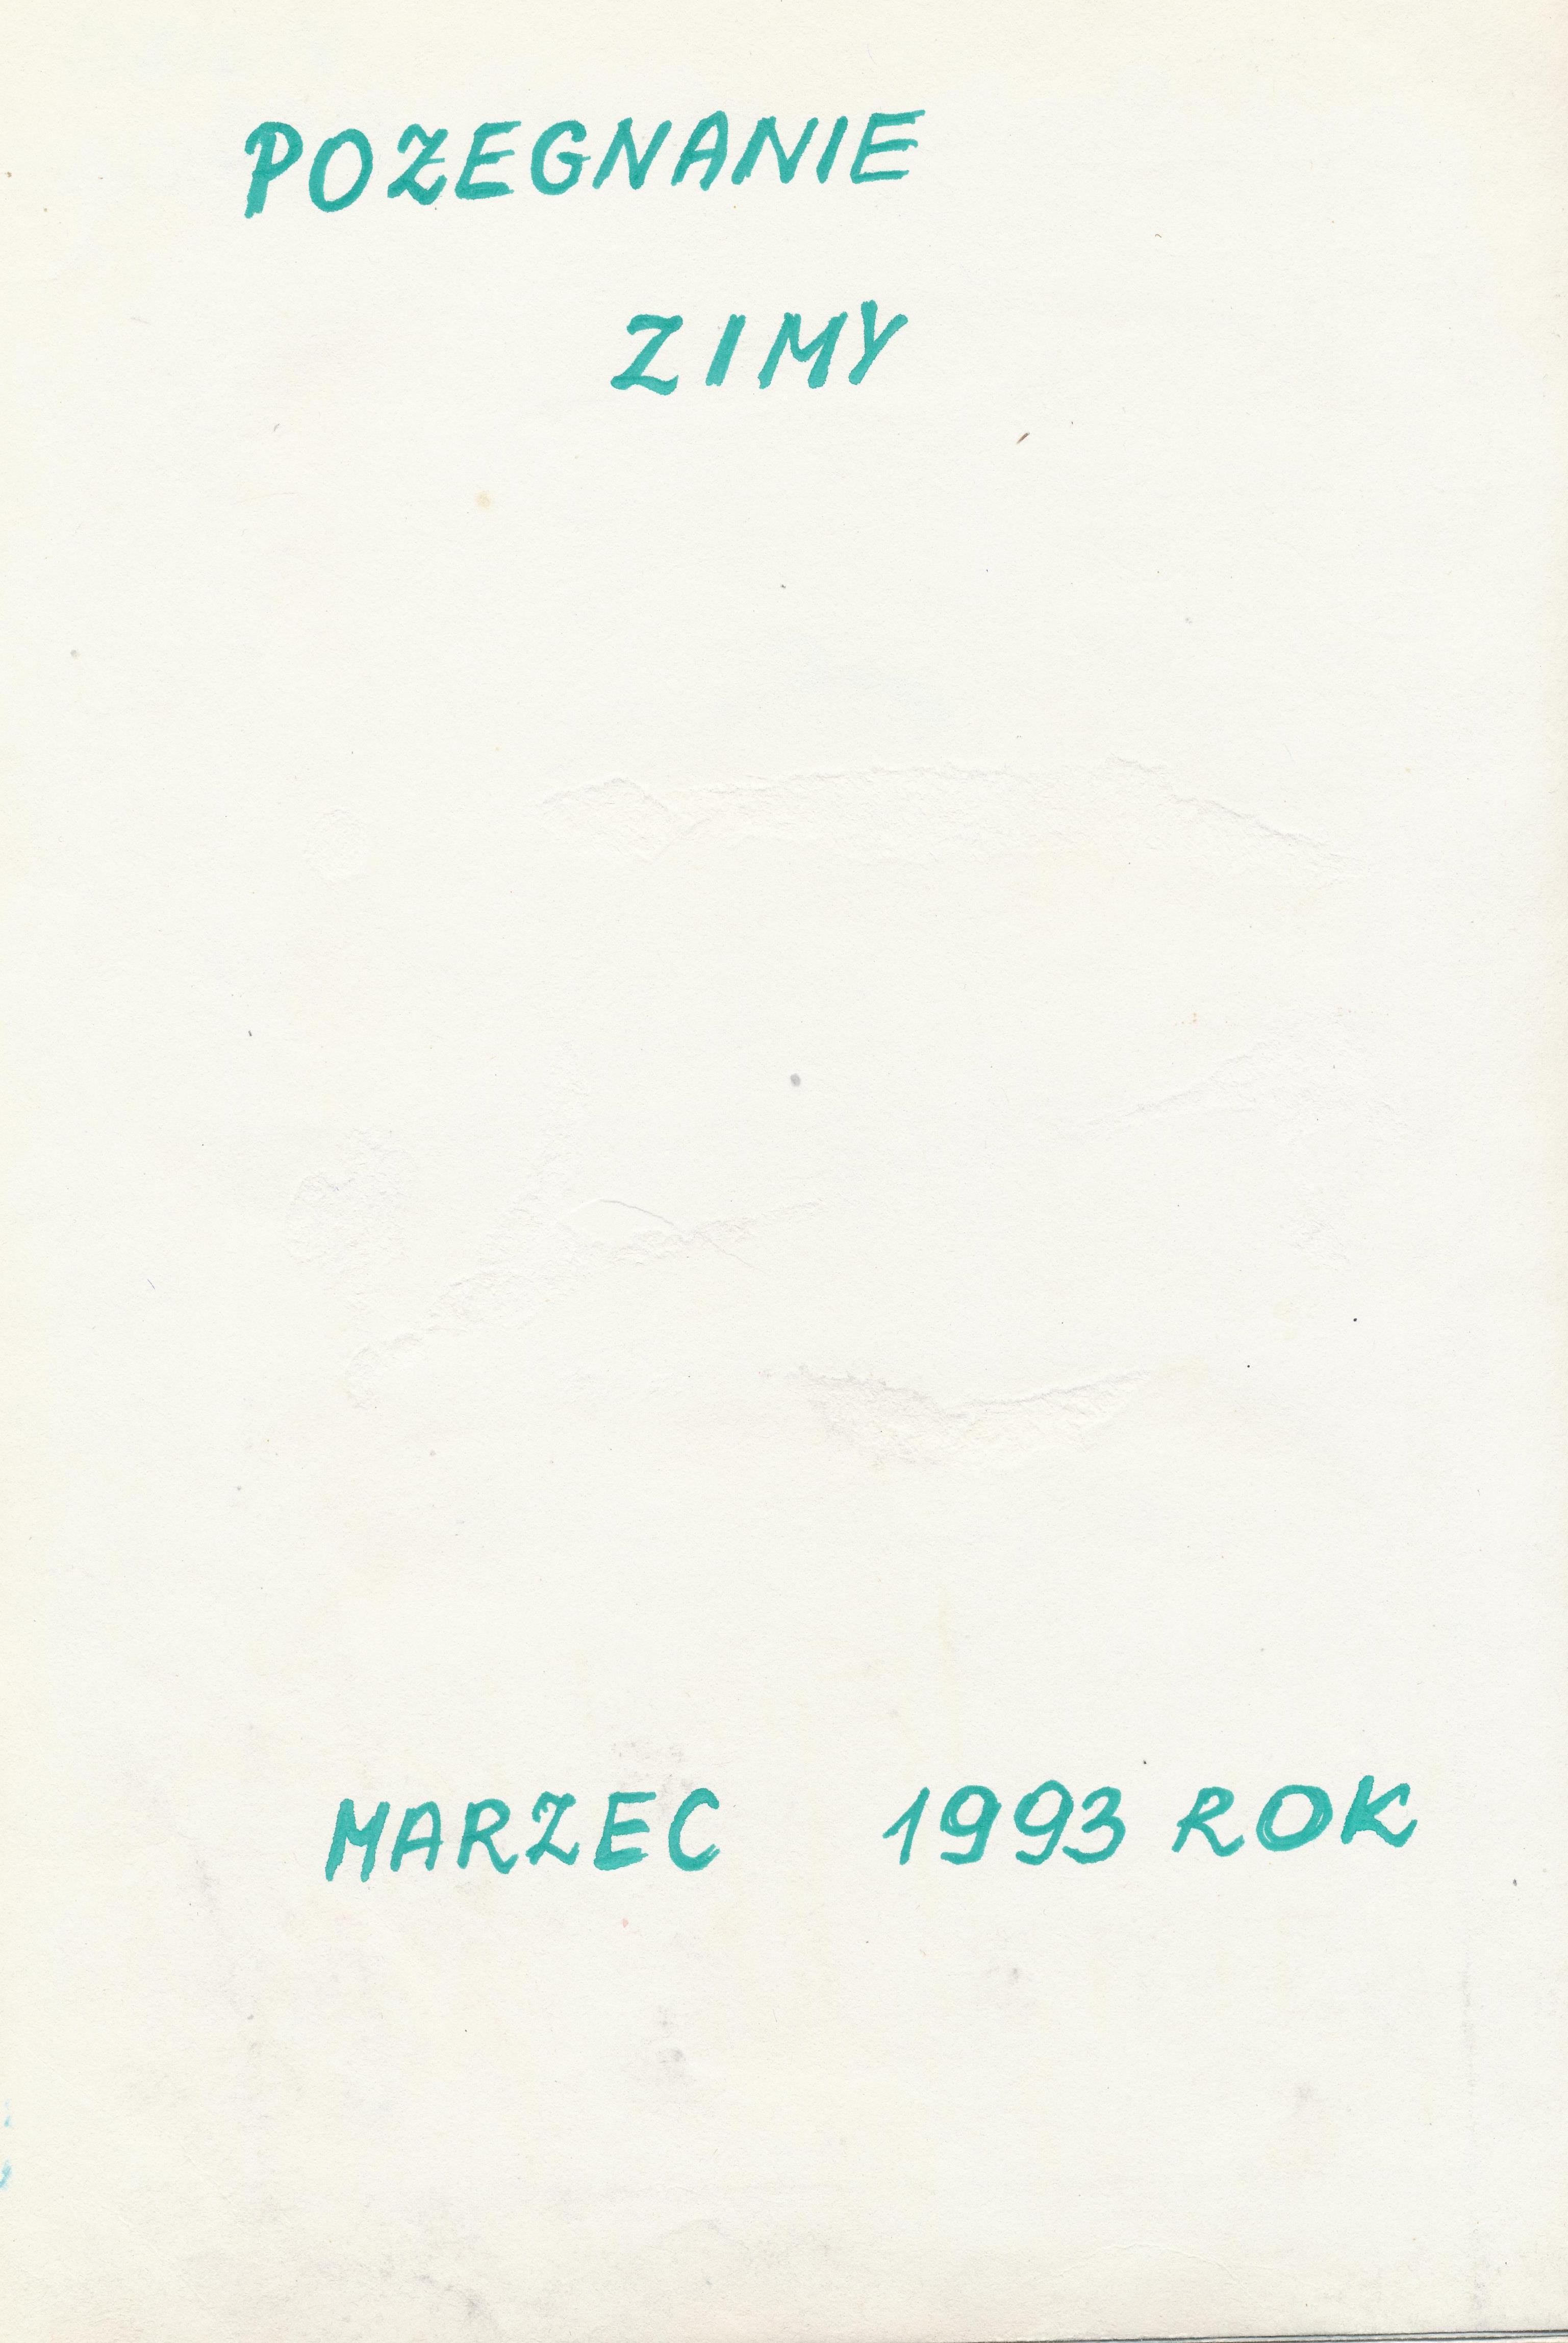 POŻEGNANIE
ZIMY
MARZEC 1993 ROK